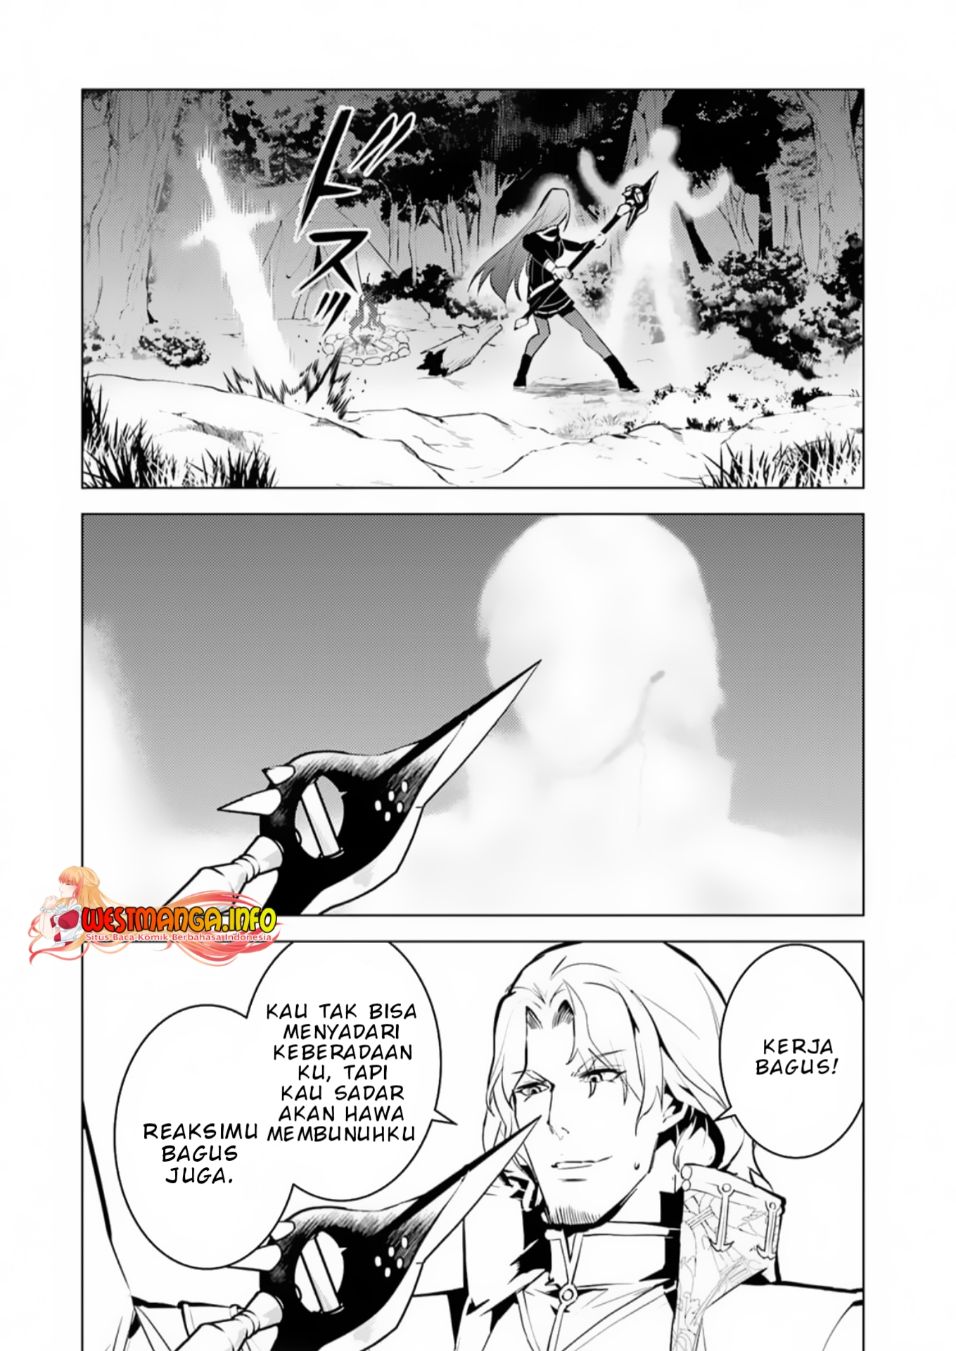 ドスッ
KERJA
BAGUS!
KAU TAK BISA
MENYADARI
KEBERADAAN
KU, TAPI
KAU SADAR
AKAN HAWA
MEMBUNUHKU
REAKSIMU
BAGUS
JUGA.
WESTMANGA.INFO
Situs Baca Komik Berbahasa Indonesia